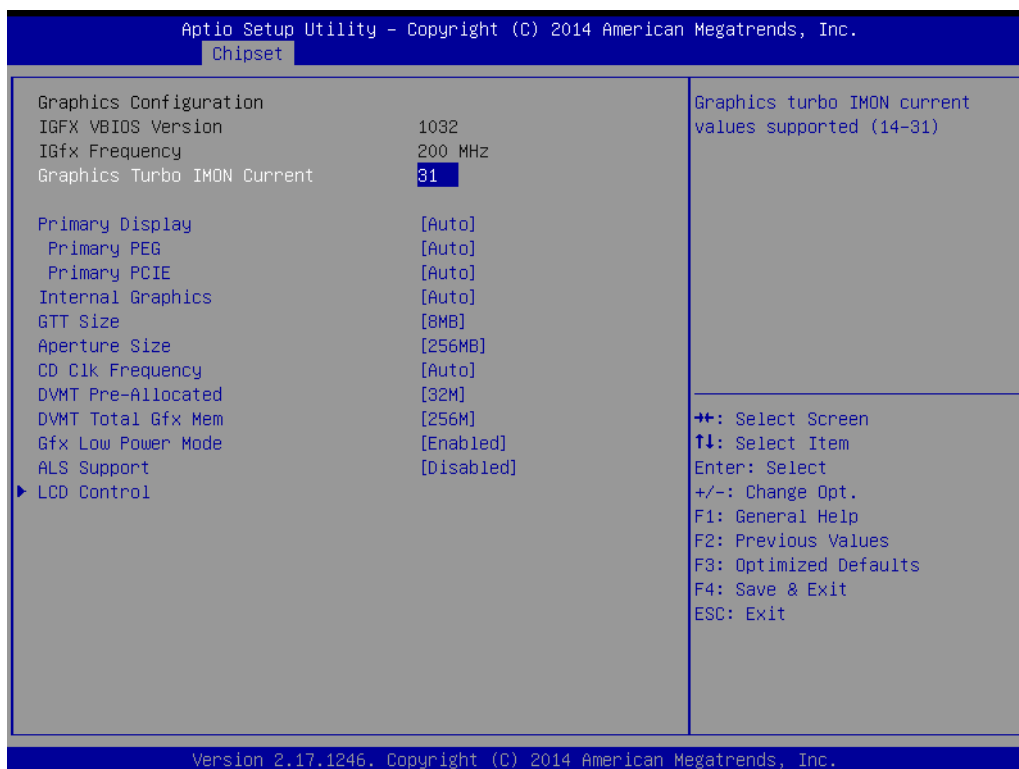 Aptio Setup Utility – Copyright (C) 2014 American Megatrends, Inc.
Chipset
Graphics Configuration
IGFX VBIOS Version 1032
IGfx Frequency 200 MHz
Graphics Turbo IMON Current 31
Primary Display [Auto]
Primary PEG [Auto]
Primary PCIE [Auto]
Internal Graphics [Auto]
GTT Size [8MB]
Aperture Size [256MB]
CD Clk Frequency [Auto]
DVMT Pre-Allocated [32M]
DVMT Total Gfx Mem [256M]
Gfx Low Power Mode [Enabled]
ALS Support [Disabled]
▶ LCD Control
Graphics turbo IMON current
values supported (14-31)
→←: Select Screen
↑↓: Select Item
Enter: Select
+/-: Change Opt.
F1: General Help
F2: Previous Values
F3: Optimized Defaults
F4: Save & Exit
ESC: Exit
Version 2.17.1246. Copyright (C) 2014 American Megatrends, Inc.